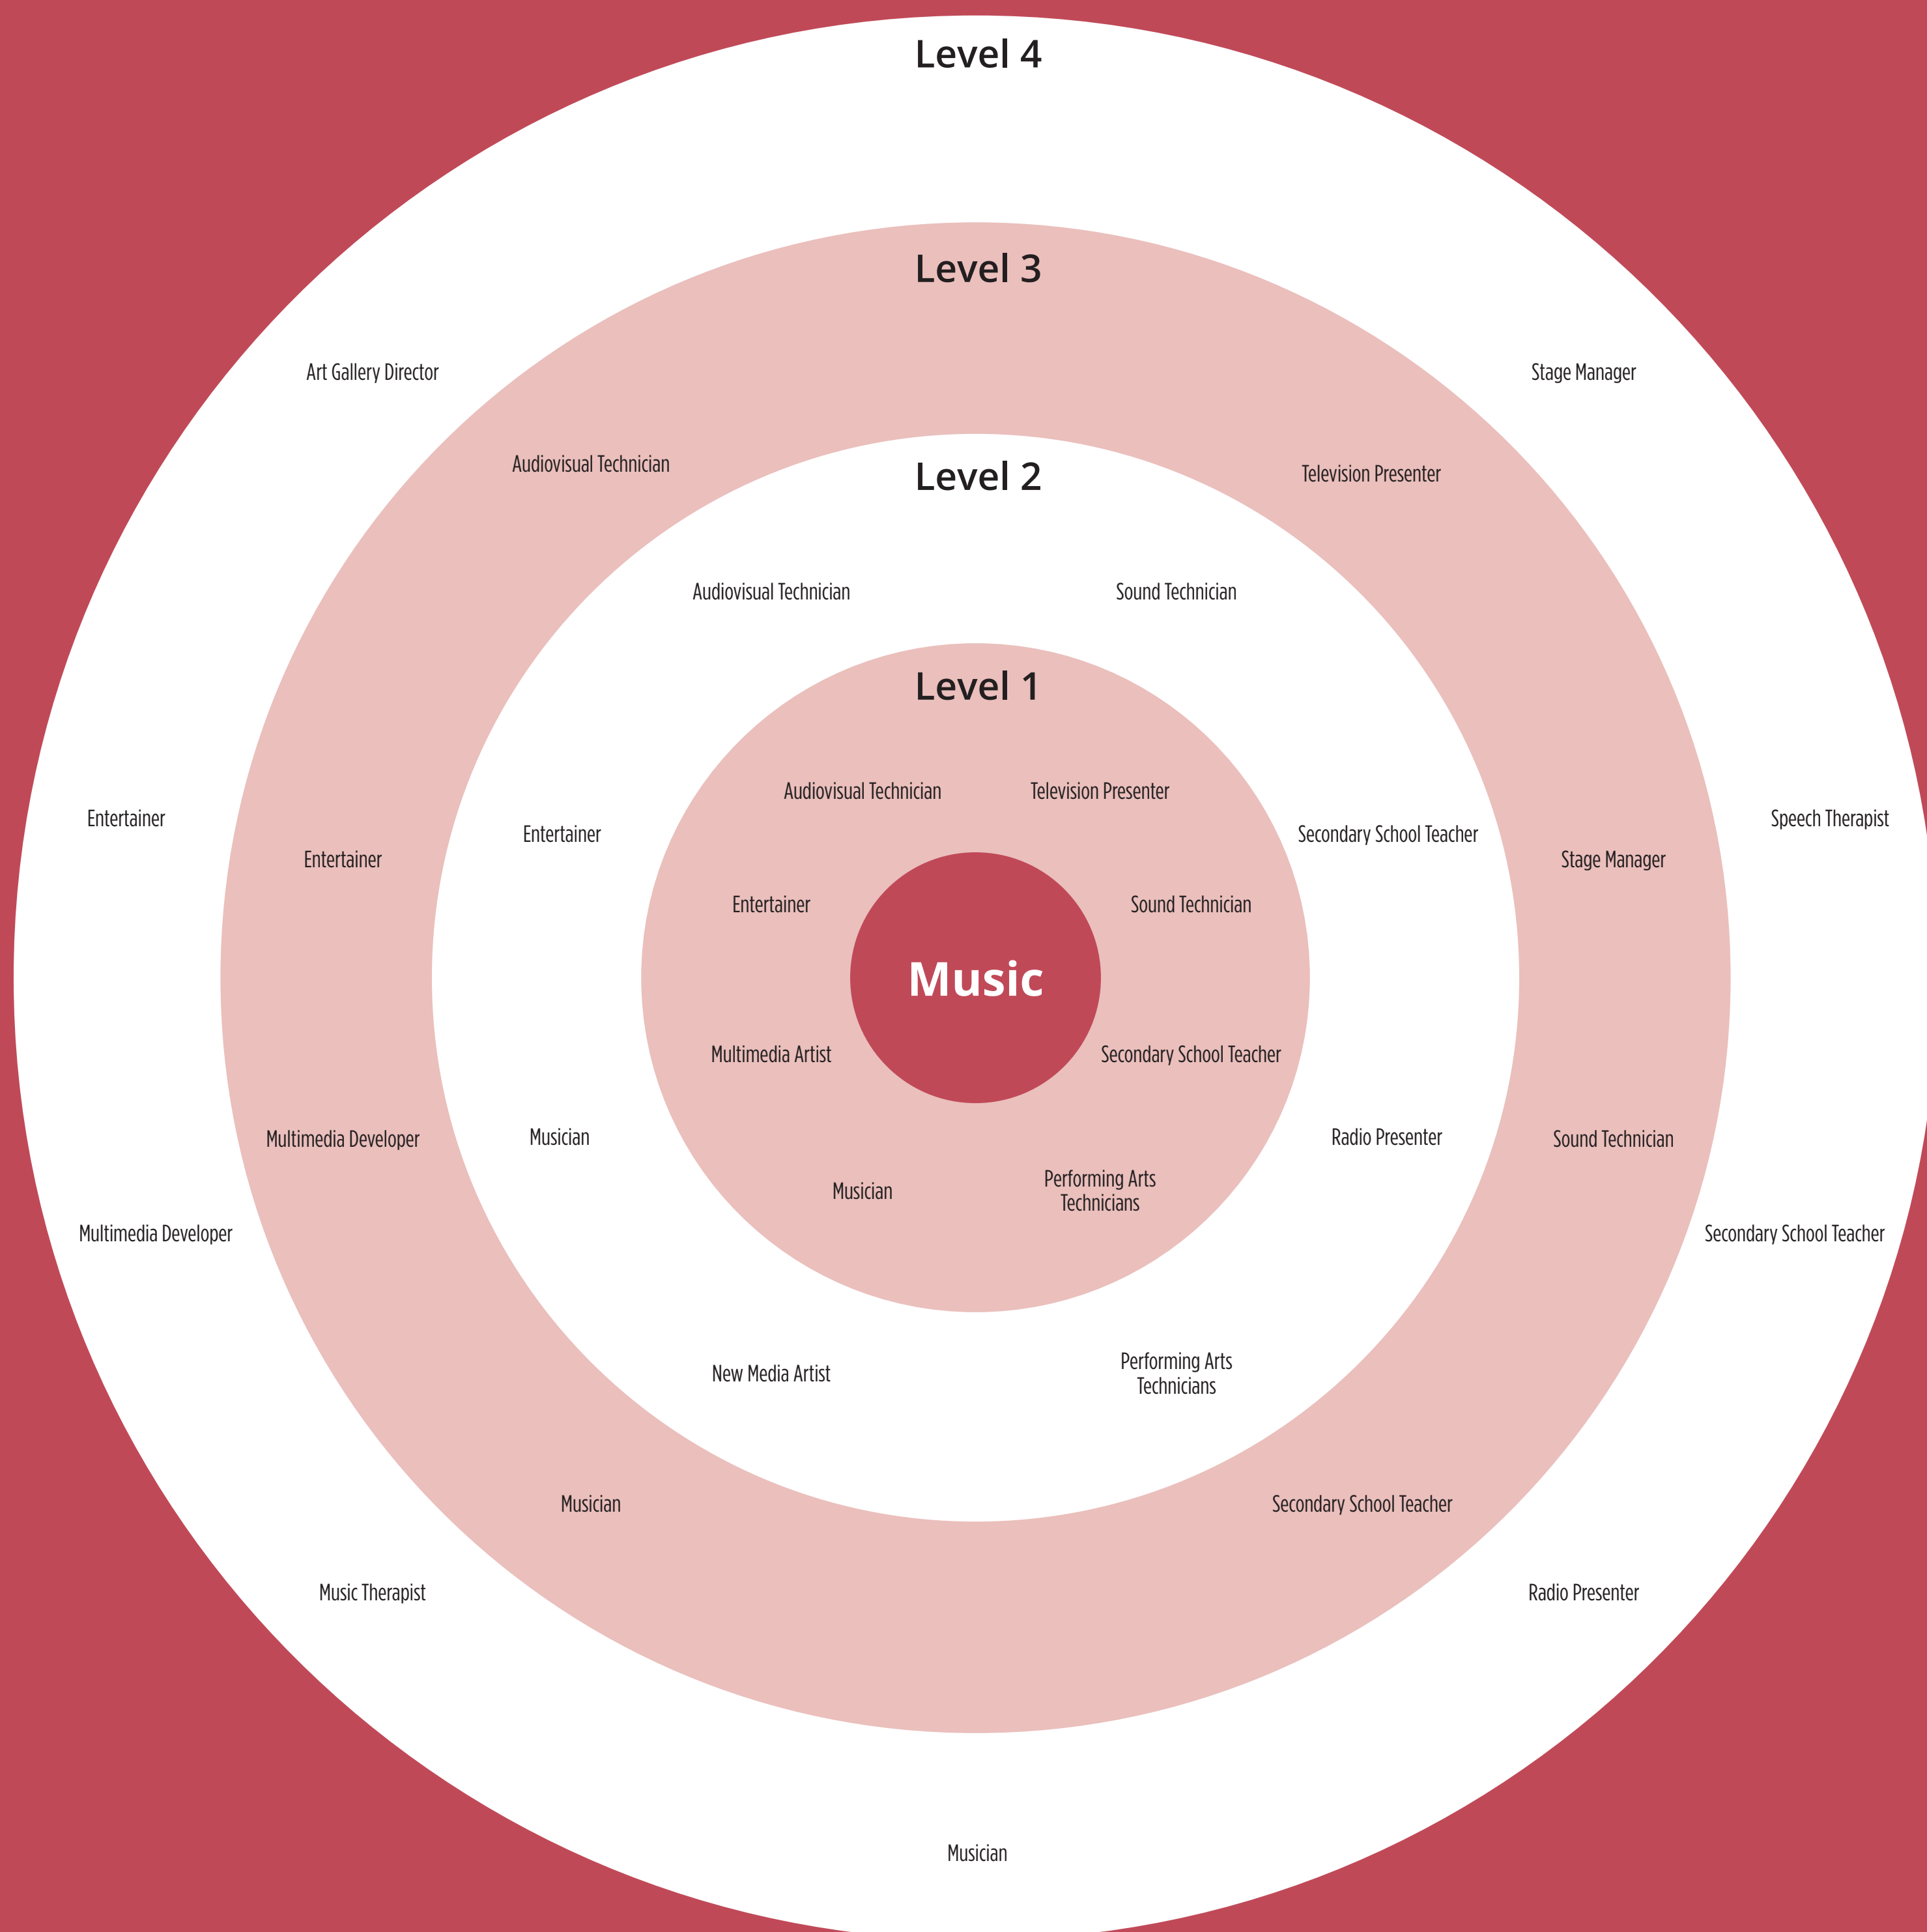 Level 4
Art Gallery Director
Stage Manager
Entertainer
Speech Therapist
Multimedia Developer
Secondary School Teacher
Music Therapist
Radio Presenter
Musician
Level 3
Audiovisual Technician
Television Presenter
Entertainer
Stage Manager
Multimedia Developer
Sound Technician
Musician
Secondary School Teacher
Level 2
Audiovisual Technician
Sound Technician
Entertainer
Secondary School Teacher
Musician
Radio Presenter
New Media Artist
Performing Arts
Technicians
Level 1
Audiovisual Technician
Television Presenter
Entertainer
Sound Technician
Multimedia Artist
Secondary School Teacher
Musician
Performing Arts
Technicians
Music